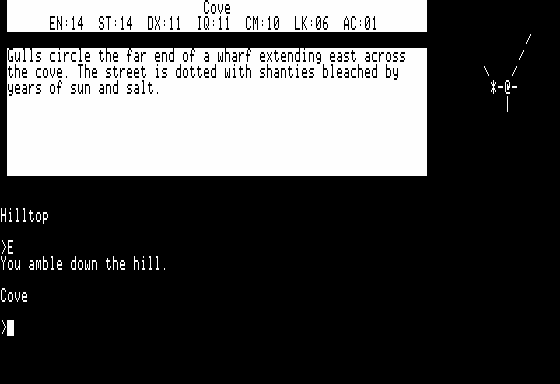 Cove
EN:14 ST:14 DX:11 IQ:11 CM:10 LK:06 AC:01
Gulls circle the far end of a wharf extending east across
the cove. The street is dotted with shanties bleached by
years of sun and salt.
*-@-
Hilltop
>E
You amble down the hill.
Cove
>